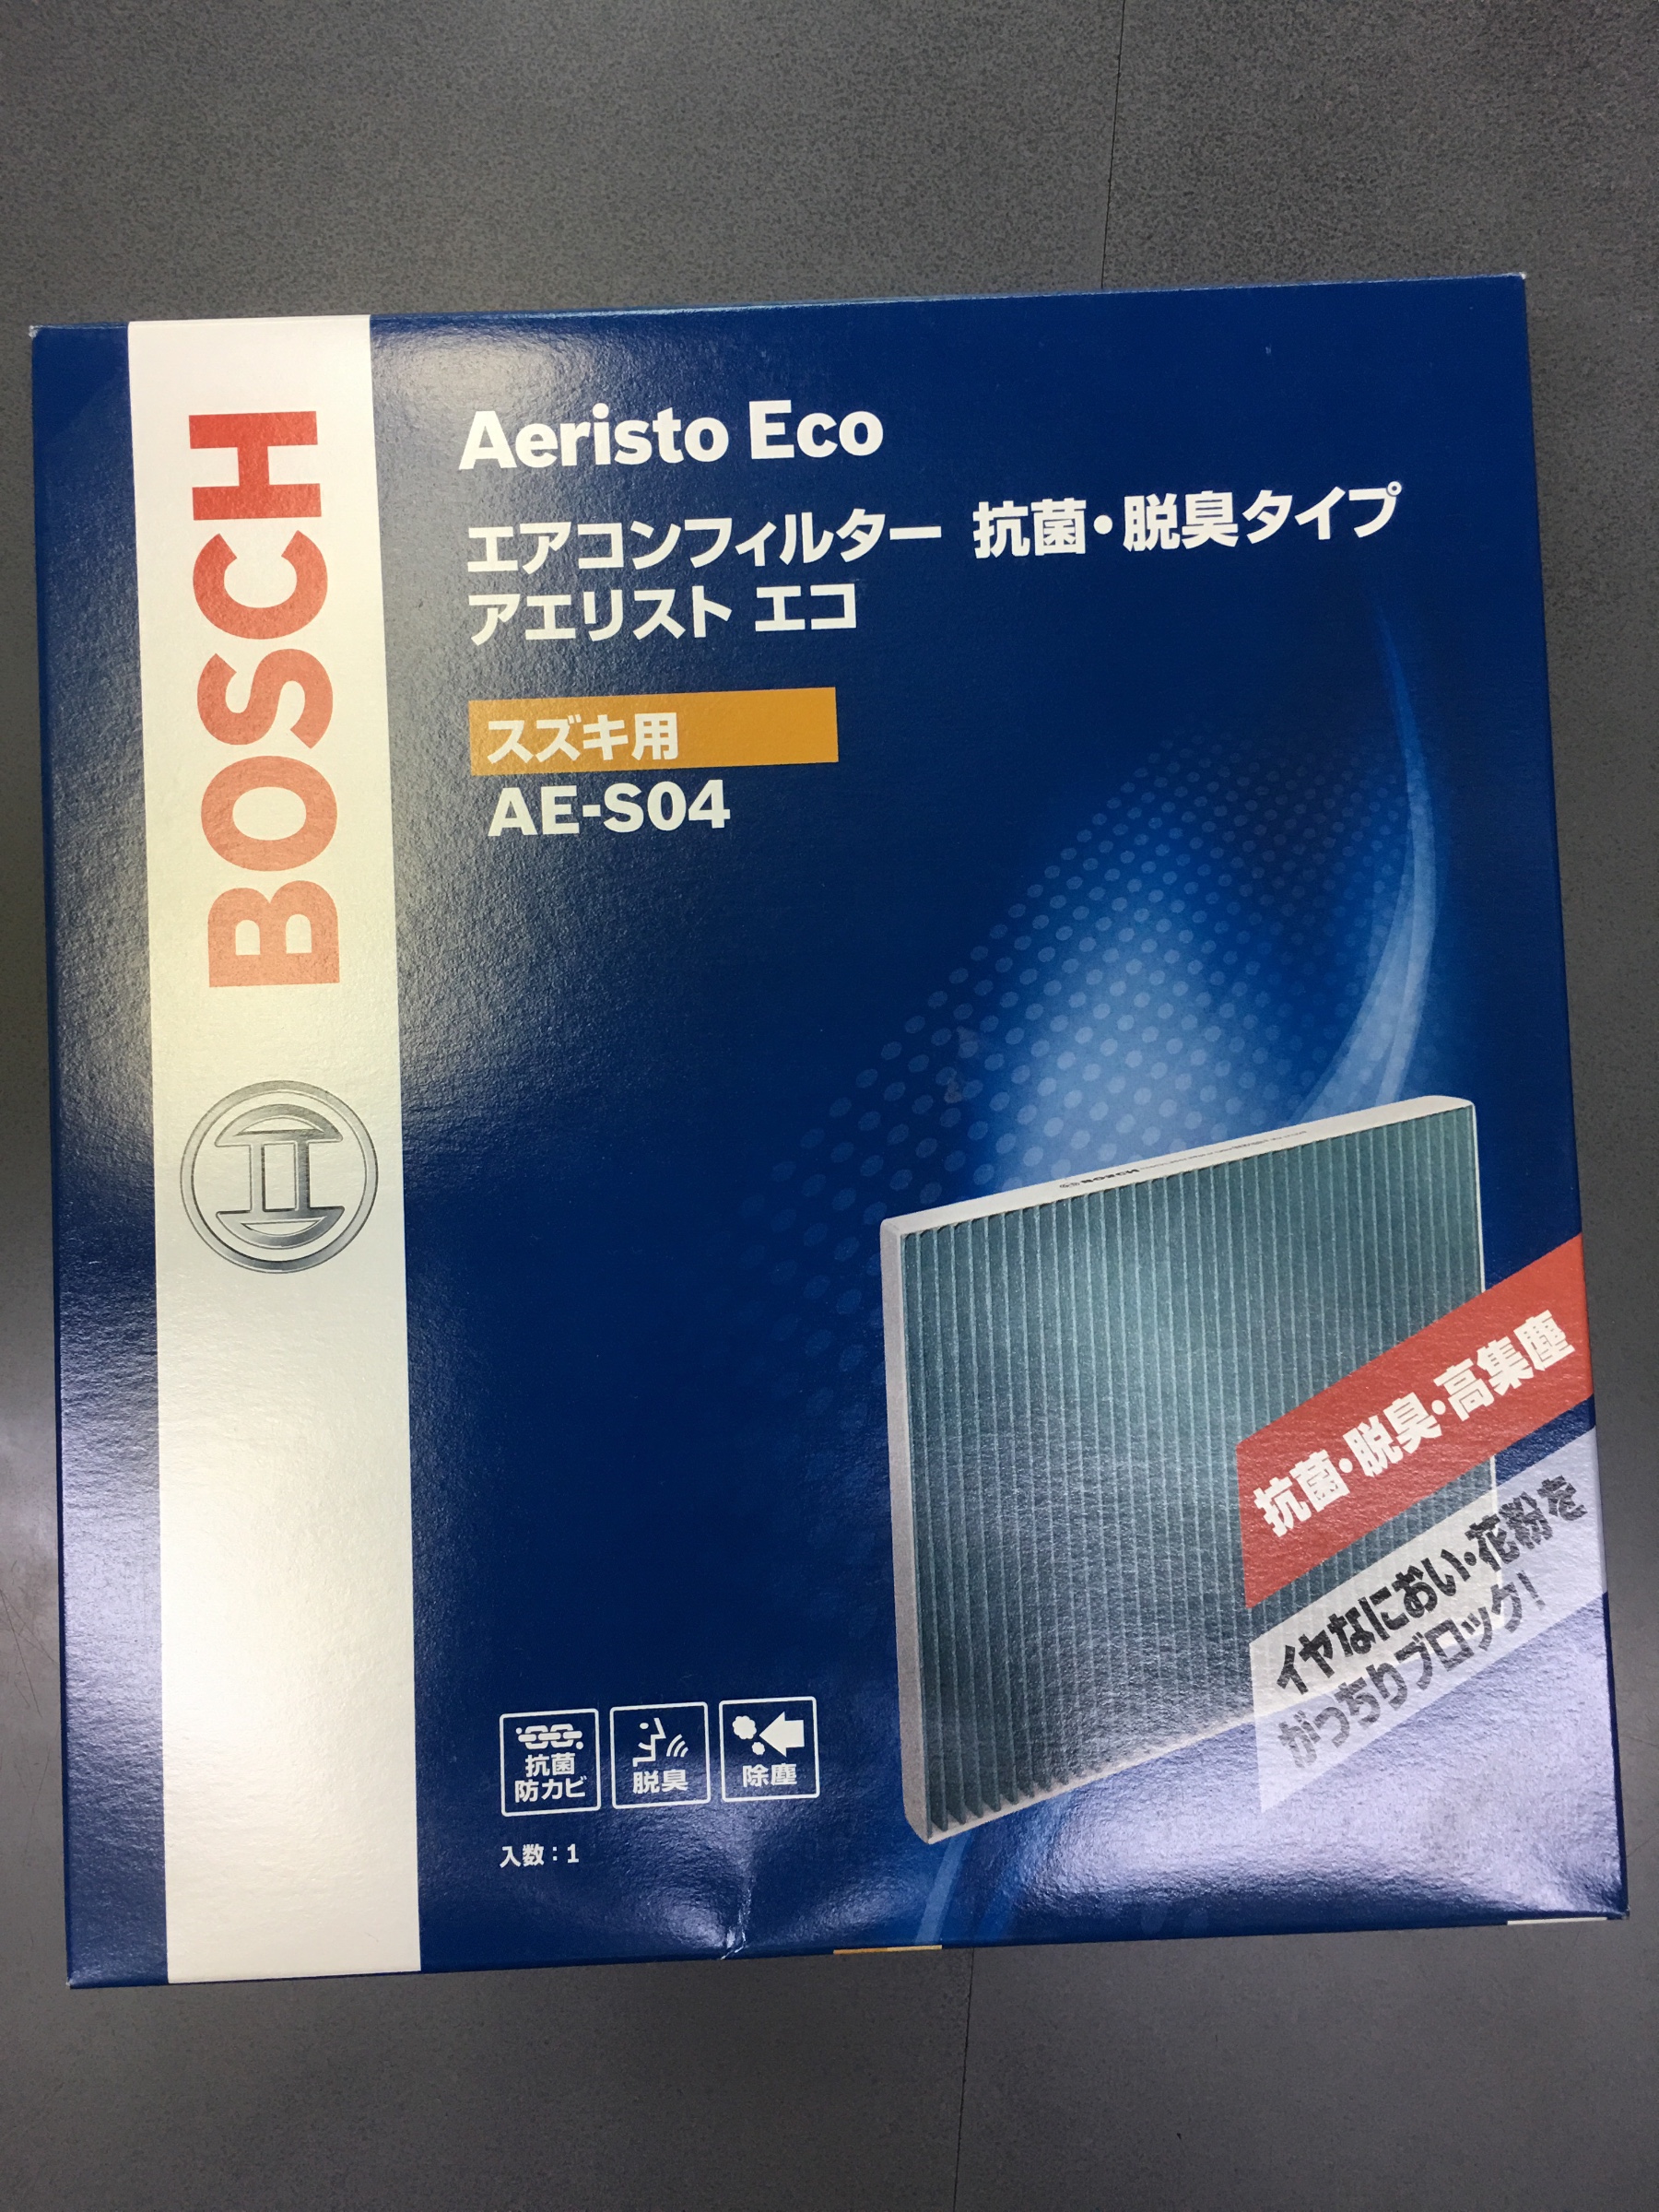 BOSCH
Aeristo Eco
エアコンフィルター 抗菌・脱臭タイプ
アエリスト エコ
スズキ用
AE-S04
BOSCH
抗菌・脱臭・高集塵
イヤなにおい・花粉を
がっちりブロック!
抗菌
防カビ
脱臭
除塵
入数:1